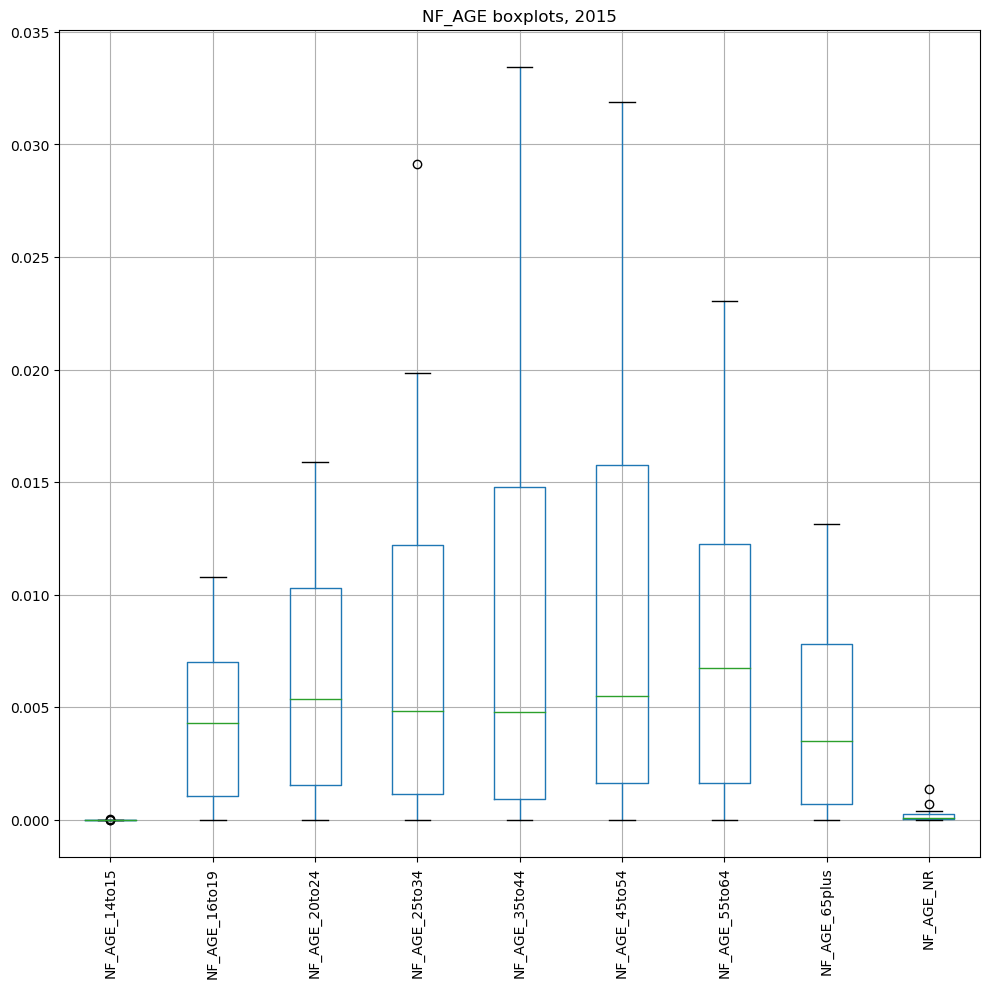 NF_AGE boxplots, 2015
0.035
0.030
0.025
0.020
0.015
0.010
0.005
0.000
NF_AGE_14to15
NF_AGE_16to19
NF_AGE_20to24
NF_AGE_25to34
NF_AGE_35to44
NF_AGE_45to54
NF_AGE_55to64
NF_AGE_65plus
NF_AGE_NR